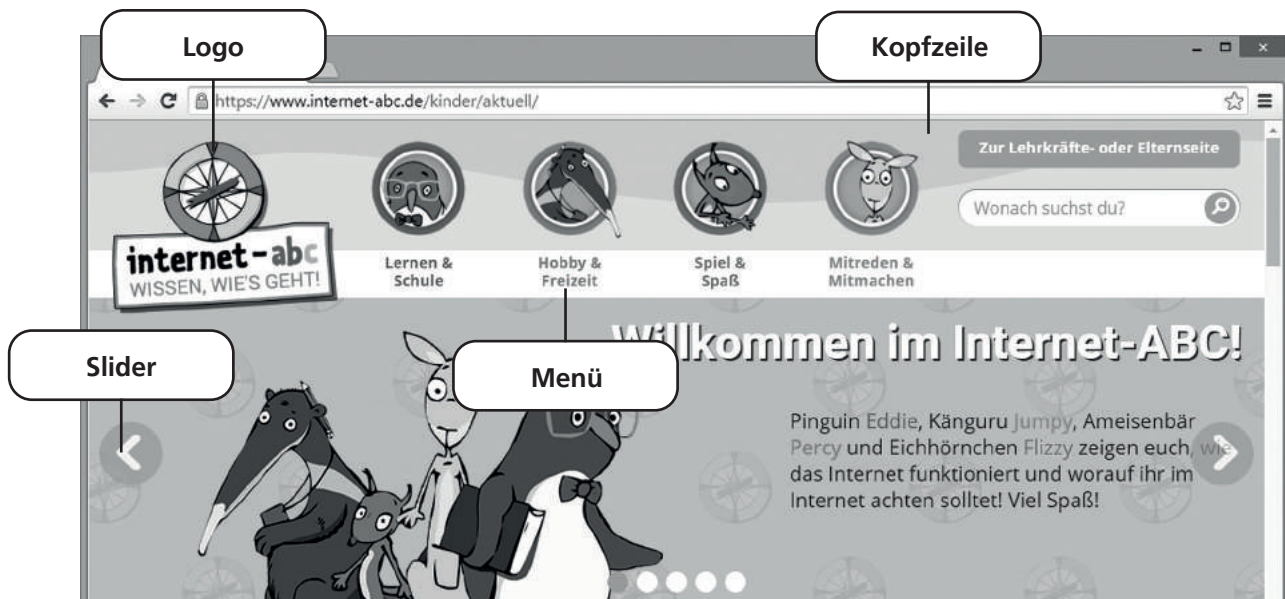 Logo
Kopfzeile
https://www.internet-abc.de/kinder/aktuell/
Zur Lehrkräfte- oder Elternseite
Wonach suchst du?
internet-abc
WISSEN, WIE'S GEHT!
Lernen &
Schule
Hobby &
Freizeit
Spiel &
Spaß
Mitreden &
Mitmachen
Willkommen im Internet-ABC!
Slider
Menü
Pinguin Eddie, Känguru Jumpy, Ameisenbär
Percy und Eichhörnchen Flizzy zeigen euch, wie
das Internet funktioniert und worauf ihr im
Internet achten solltet! Viel Spaß!